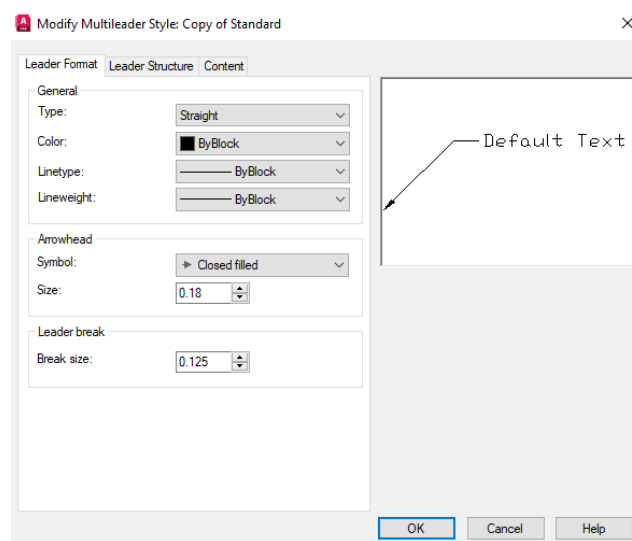 Modify Multileader Style: Copy of Standard
Leader Format Leader Structure Content
General
Type: Straight
Color: ByBlock
Linetype: ByBlock
Lineweight: ByBlock
Arrowhead
Symbol: Closed filled
Size: 0.18
Leader break
Break size: 0.125
Default Text
OK Cancel Help